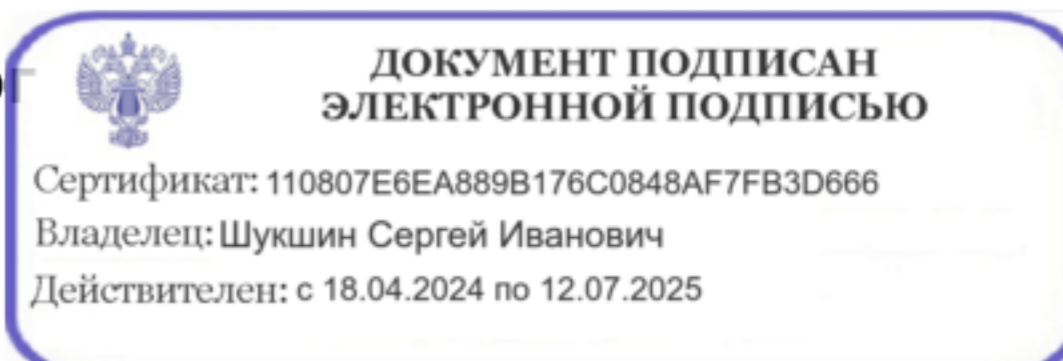 ДОКУМЕНТ ПОДПИСАН
ЭЛЕКТРОННОЙ ПОДПИСЬЮ
Сертификат: 110807E6EA889B176C0848AF7FB3D666
Владелец: Шукшин Сергей Иванович
Действителен: с 18.04.2024 по 12.07.2025